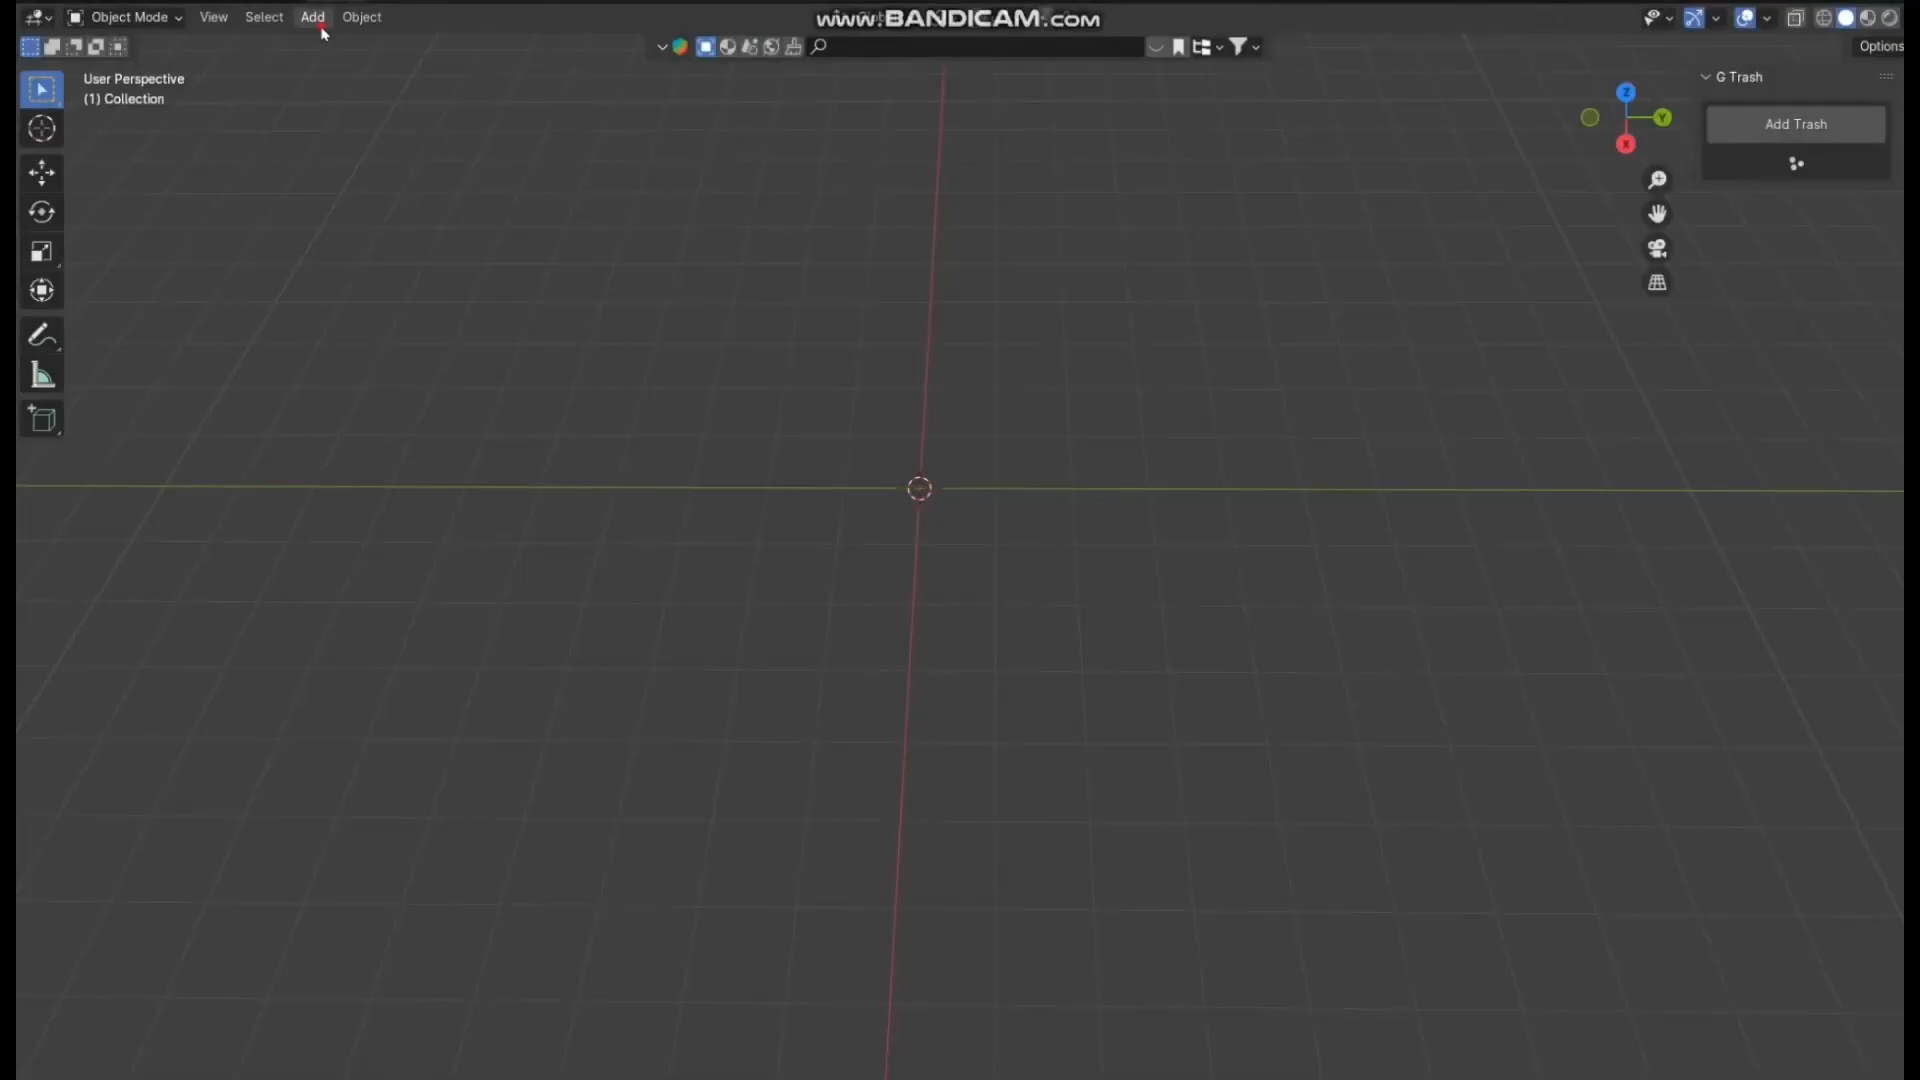 Object Mode View Select Add Object
www.BANDICAM.com
Options
User Perspective
(1) Collection
G Trash
Add Trash
Z
Y
X